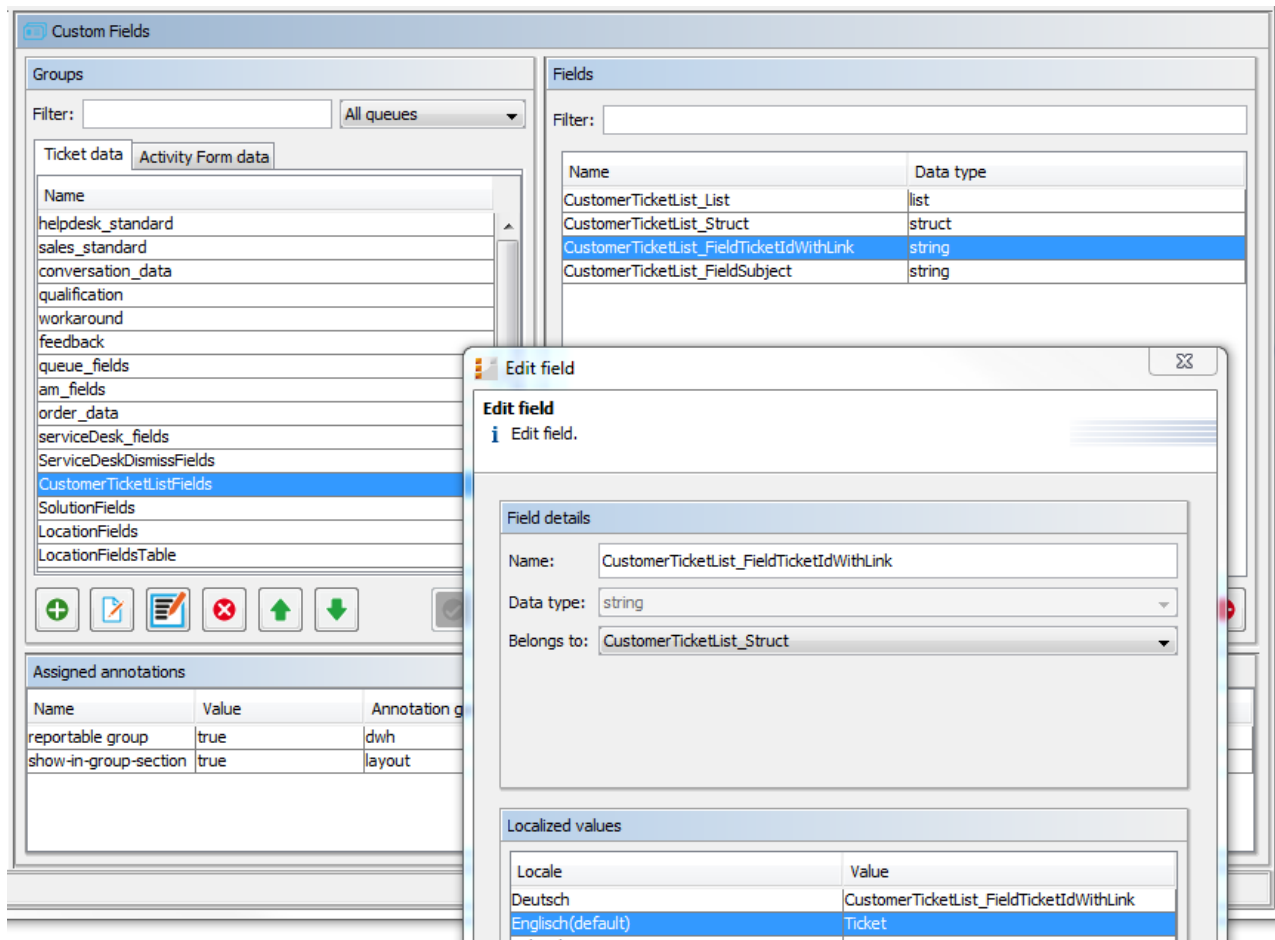 Custom Fields
Groups
Filter:
All queues
Ticket data
Activity Form data
Name
helpdesk_standard
sales_standard
conversation_data
qualification
workaround
feedback
queue_fields
am_fields
order_data
serviceDesk_fields
ServiceDeskDismissFields
CustomerTicketListFields
SolutionFields
LocationFields
LocationFieldsTable
Fields
Filter:
Name Data type
CustomerTicketList_List list
CustomerTicketList_Struct struct
CustomerTicketList_FieldTicketIdWithLink string
CustomerTicketList_FieldSubject string
Assigned annotations
Name Value Annotation g
reportable group true dwh
show-in-group-section true layout
Edit field
Edit field
i Edit field.
Field details
Name: CustomerTicketList_FieldTicketIdWithLink
Data type: string
Belongs to: CustomerTicketList_Struct
Localized values
Locale Value
Deutsch CustomerTicketList_FieldTicketIdWithLink
Englisch(default) Ticket